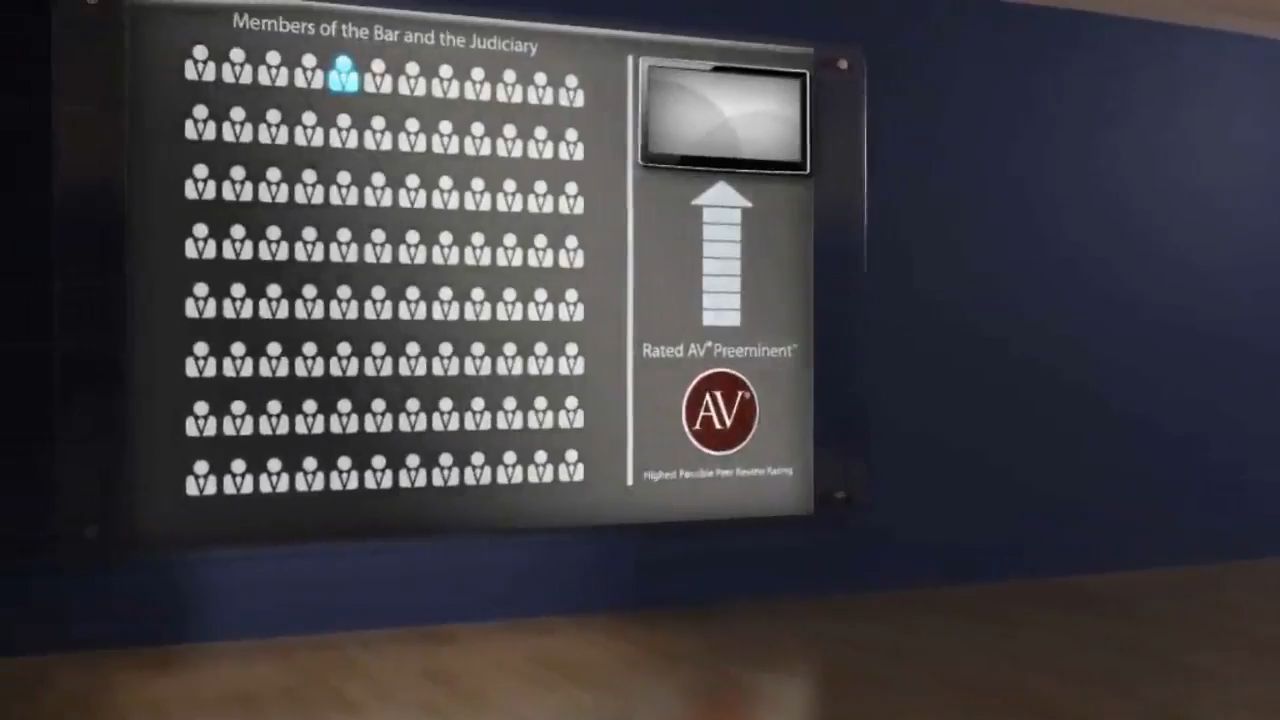 Members of the Bar and the Judiciary
Rated AV® Preeminent™
AV®
Highest Possible Peer Review Rating